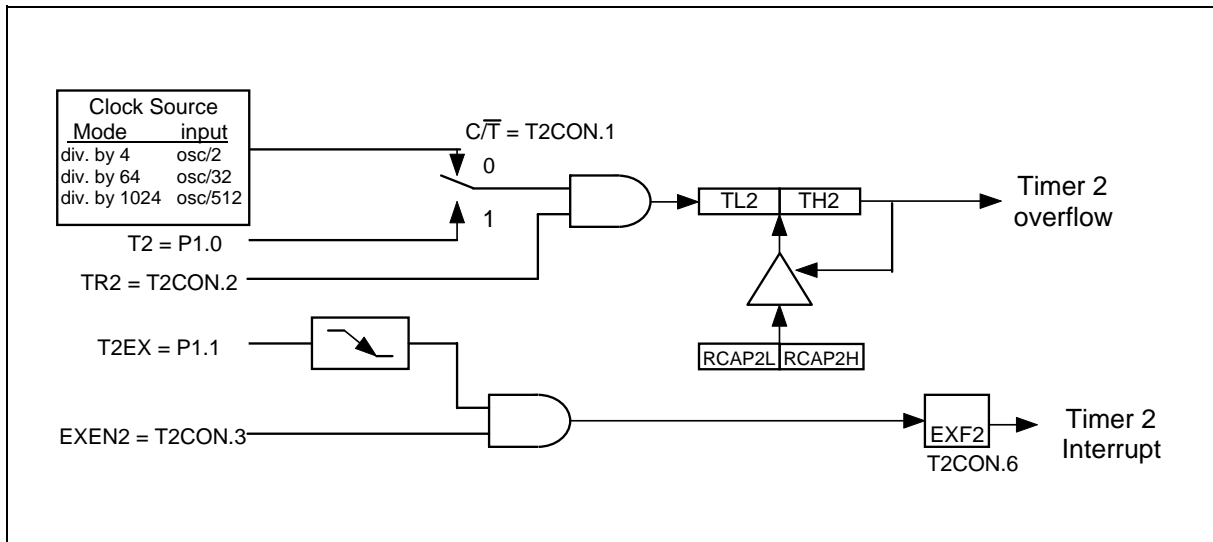 Clock Source
Mode input
div. by 4 osc/2
div. by 64 osc/32
div. by 1024 osc/512
C/T̅ = T2CON.1
0
1
T2 = P1.0
TR2 = T2CON.2
TL2 TH2
Timer 2
overflow
RCAP2L RCAP2H
T2EX = P1.1
EXEN2 = T2CON.3
EXF2
T2CON.6
Timer 2
Interrupt